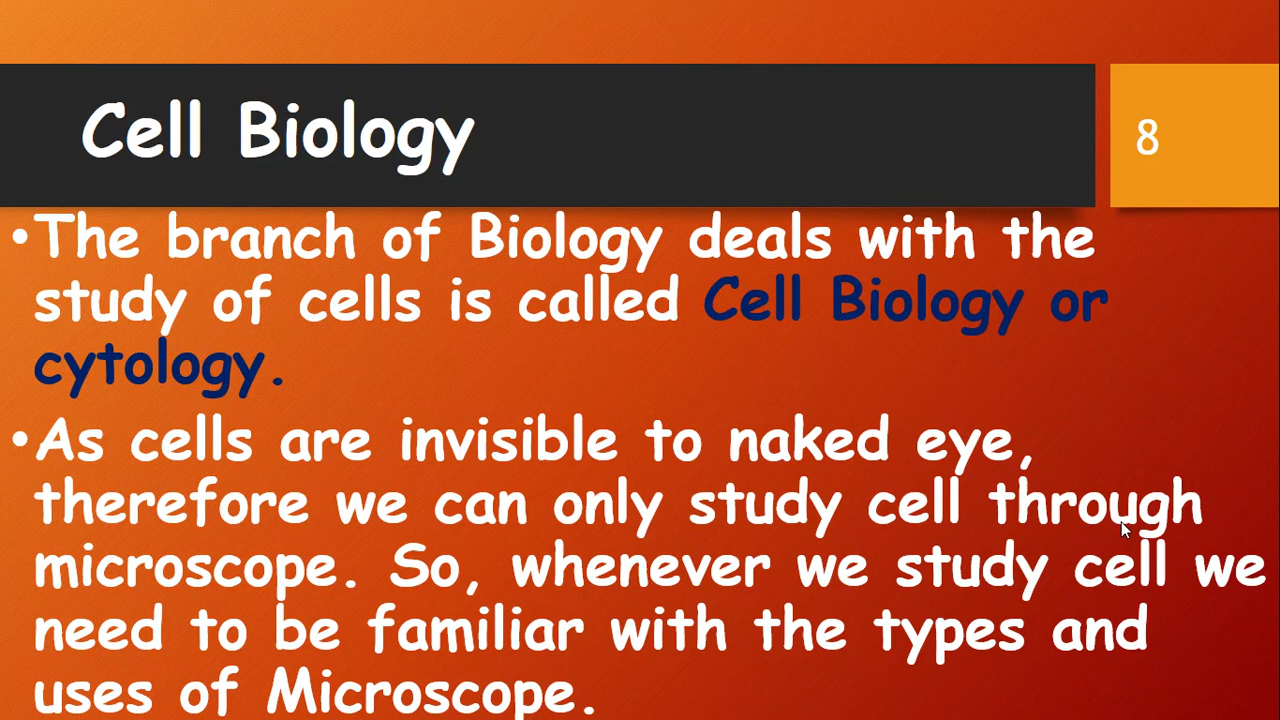 Cell Biology
8
•The branch of Biology deals with the
study of cells is called Cell Biology or
cytology.
•As cells are invisible to naked eye,
therefore we can only study cell through
microscope. So, whenever we study cell we
need to be familiar with the types and
uses of Microscope.